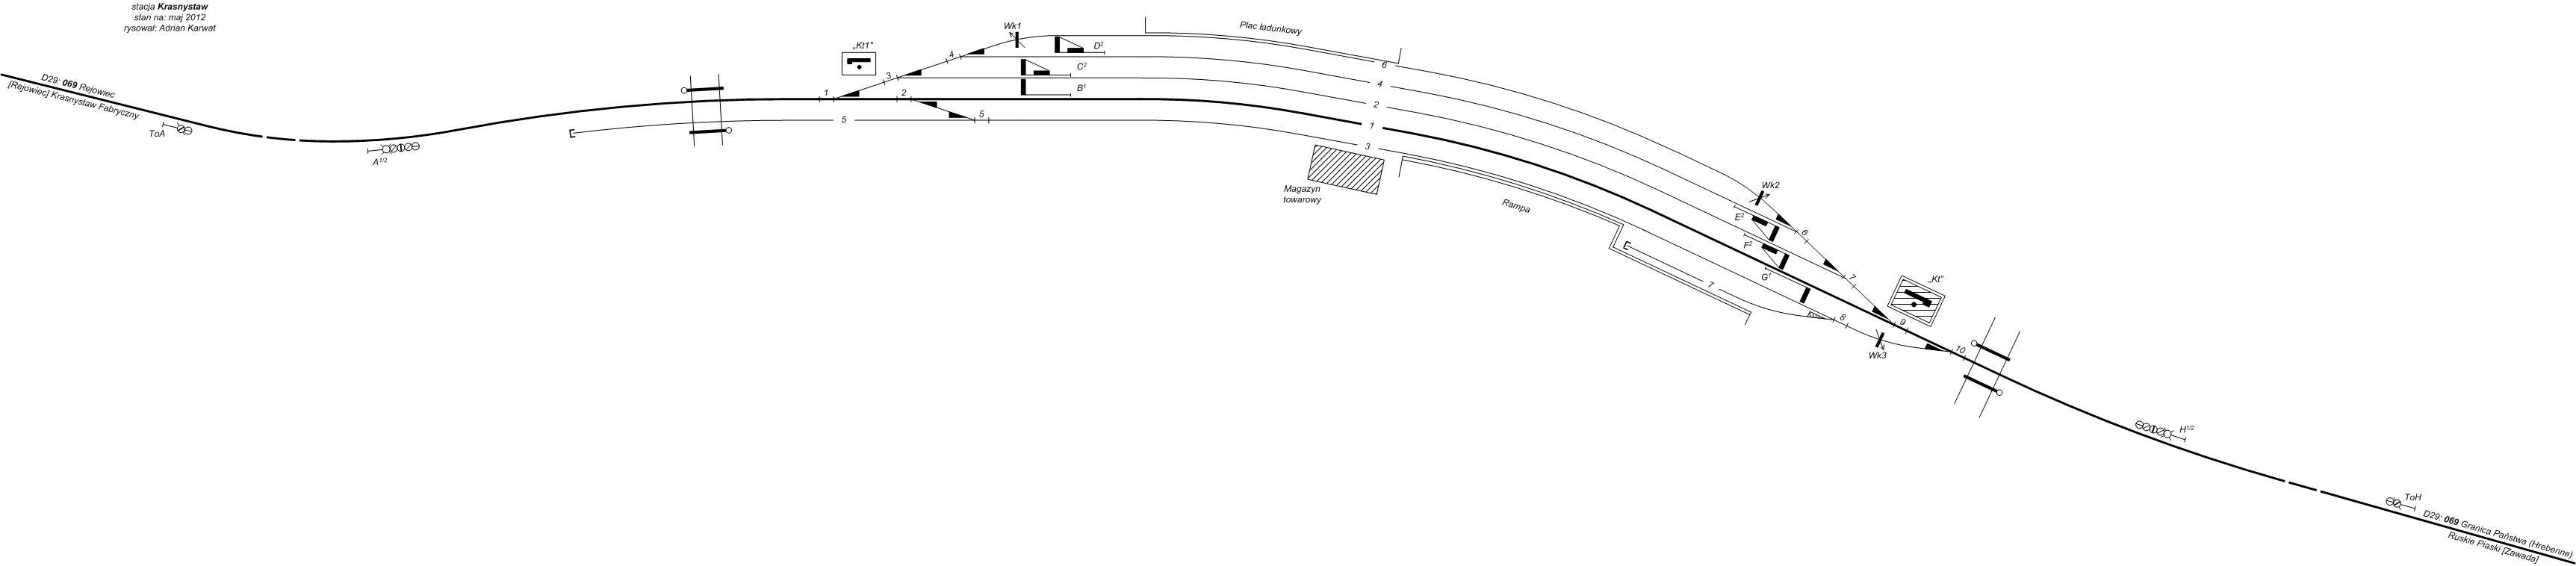 stacja Krasnystaw
stan na: maj 2012
rysował: Adrian Karwat
D29: 069 Rejowiec
[Rejowiec] Krasnystaw Fabryczny
ToA
A1/2
„Kt1"
Wk1
D2
C2
B1
1
2
3
4
5
5
Plac ładunkowy
6
4
2
1
3
Magazyn
towarowy
Rampa
7
Wk2
E2
F2
G1
6
7
8
9
10
„Kt"
Wk3
H1/2
ToH
D29: 069 Granica Państwa (Hrebenne)
Ruskie Piaski [Zawada]